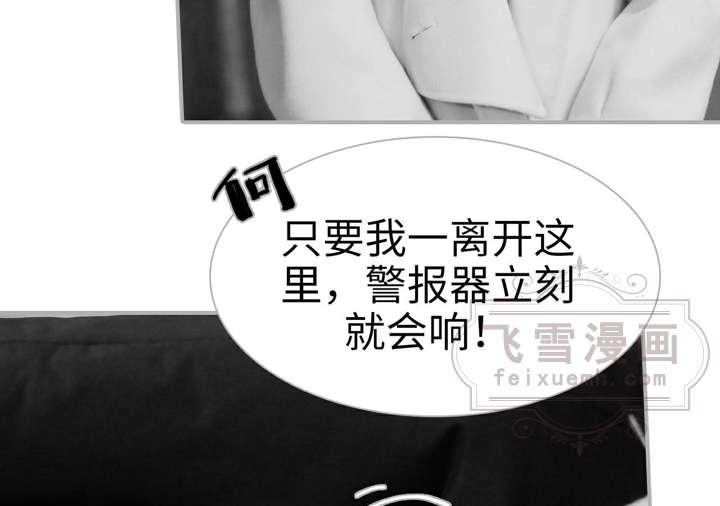 何
只要我一离开这
里，警报器立刻
就会响！
飞雪漫画
feixuemh.com